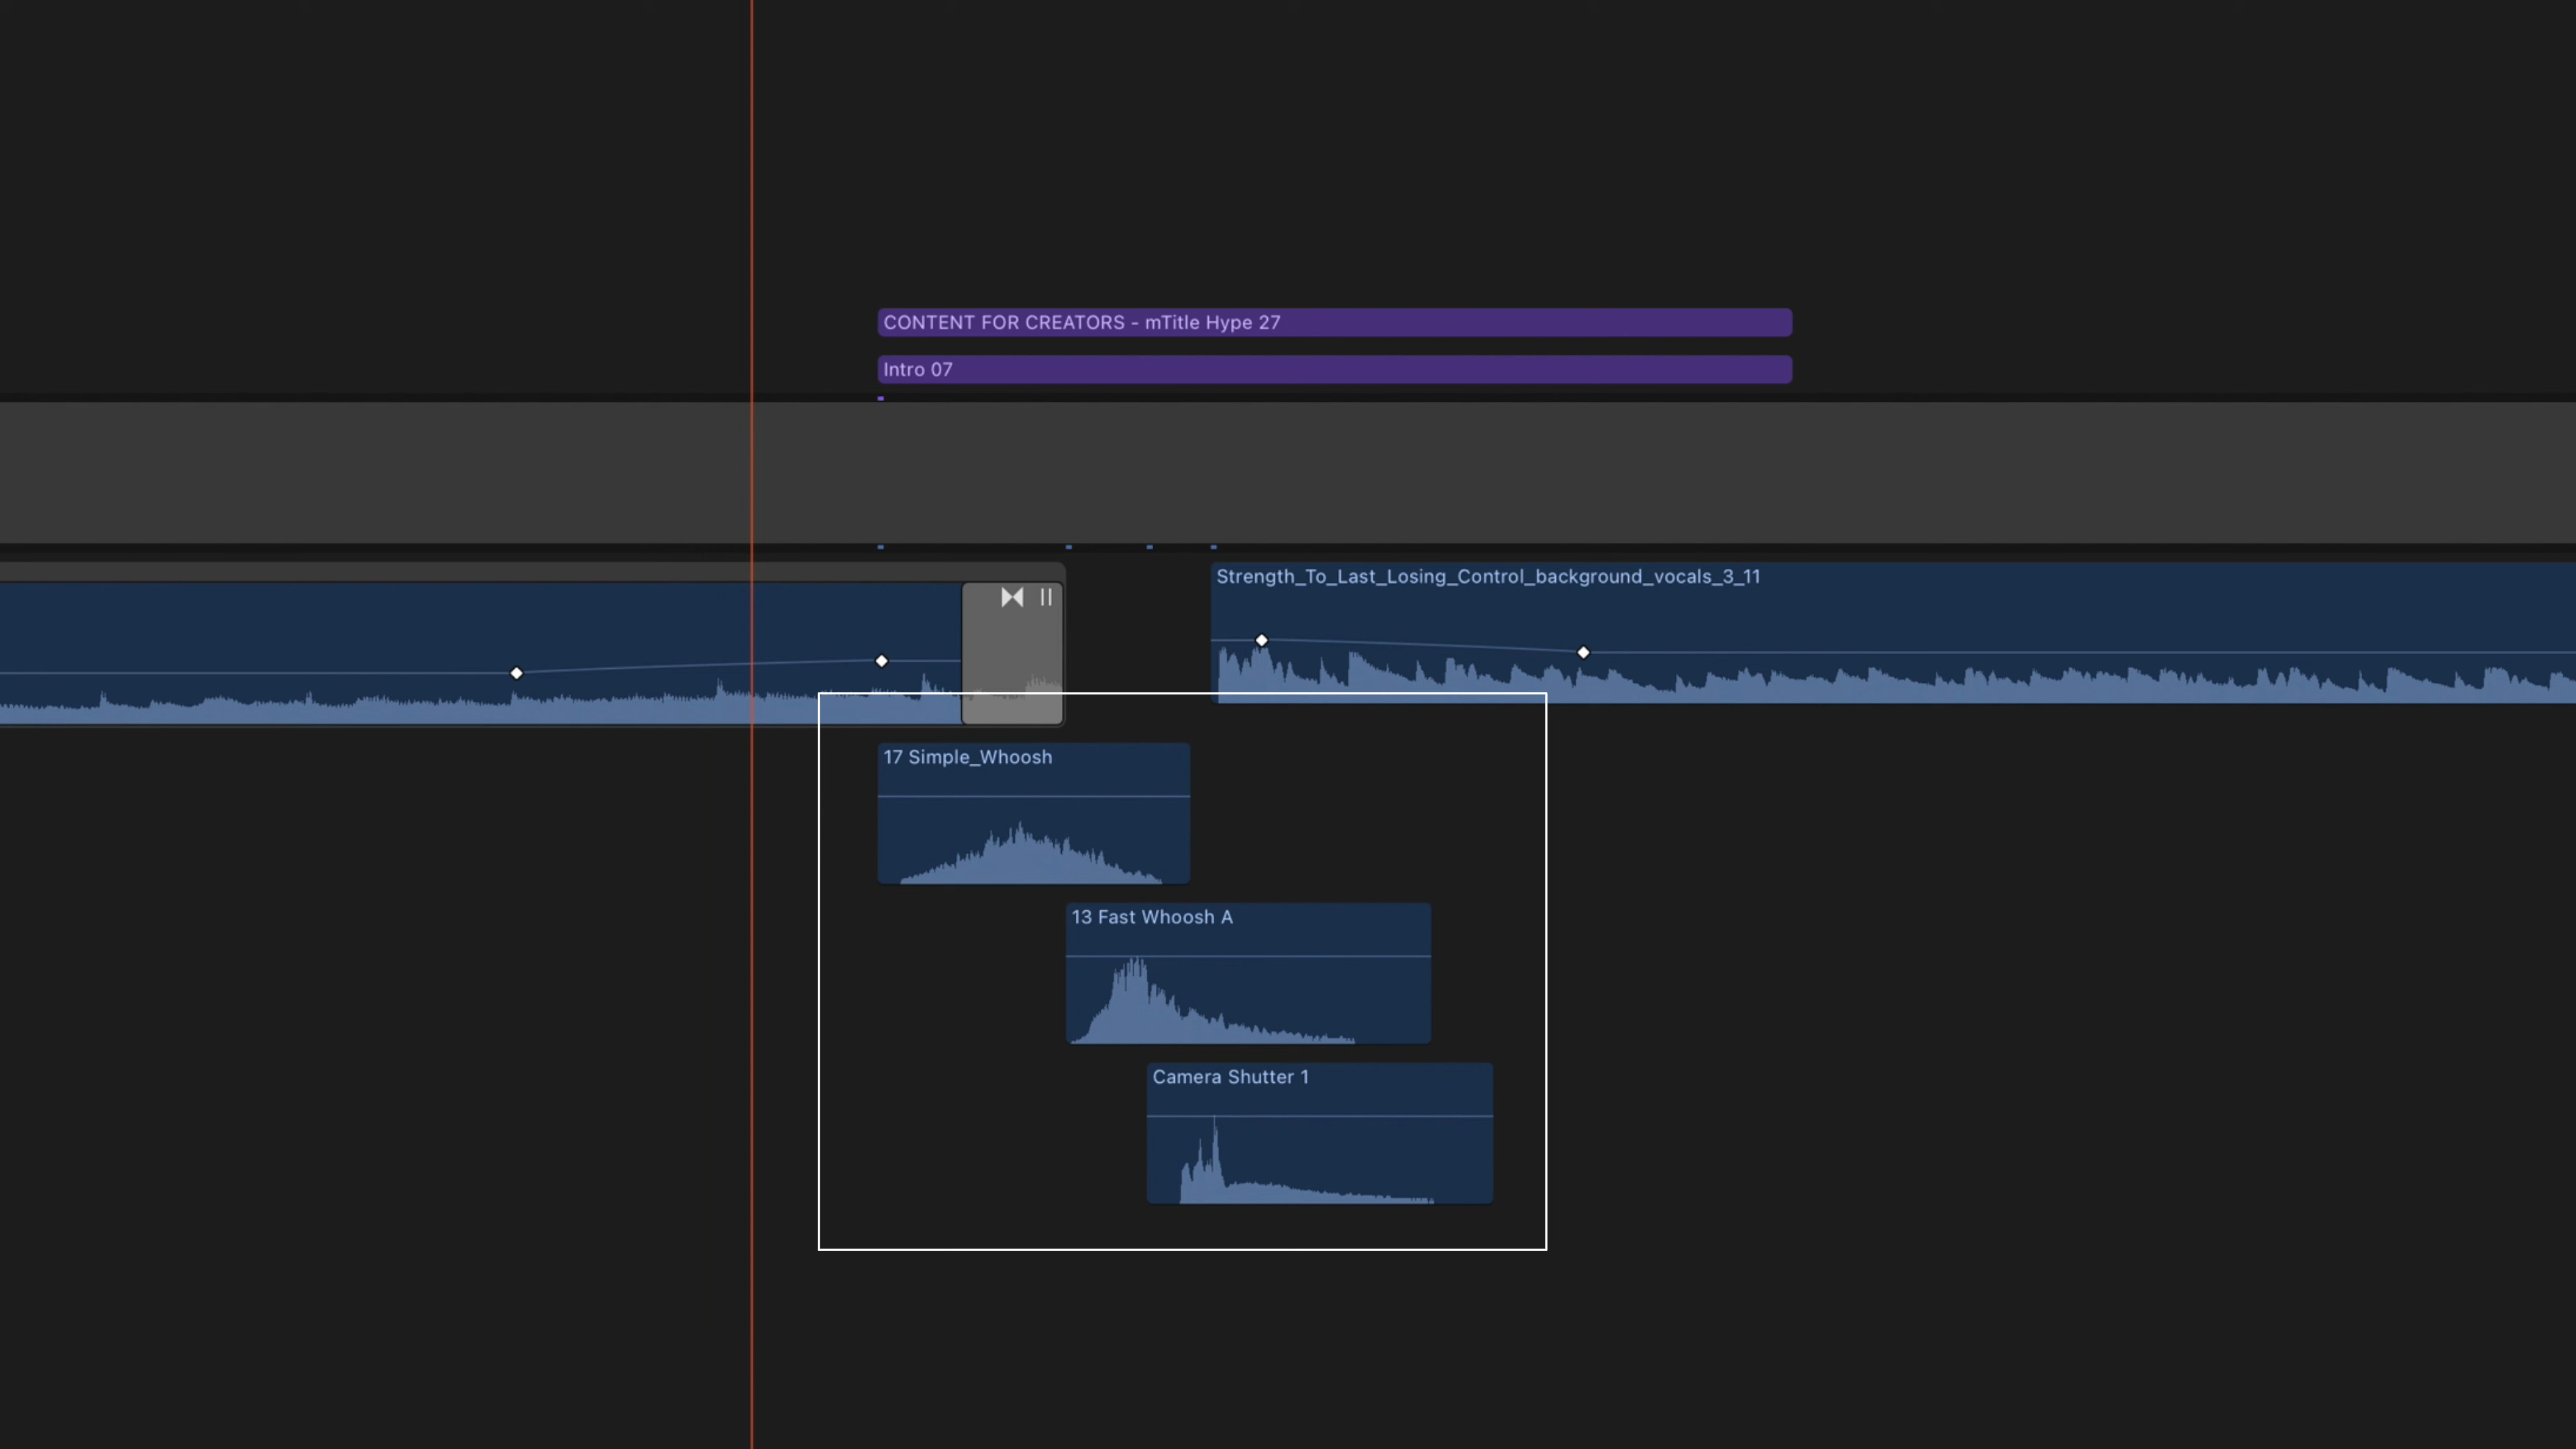 CONTENT FOR CREATORS - mTitle Hype 27
Intro 07
Strength_To_Last_Losing_Control_background_vocals_3_11
17 Simple_Whoosh
13 Fast Whoosh A
Camera Shutter 1